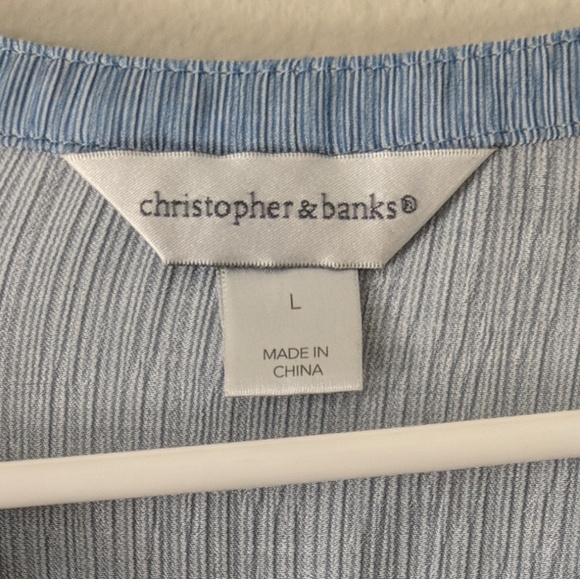 christopher & banks®
L
MADE IN
CHINA